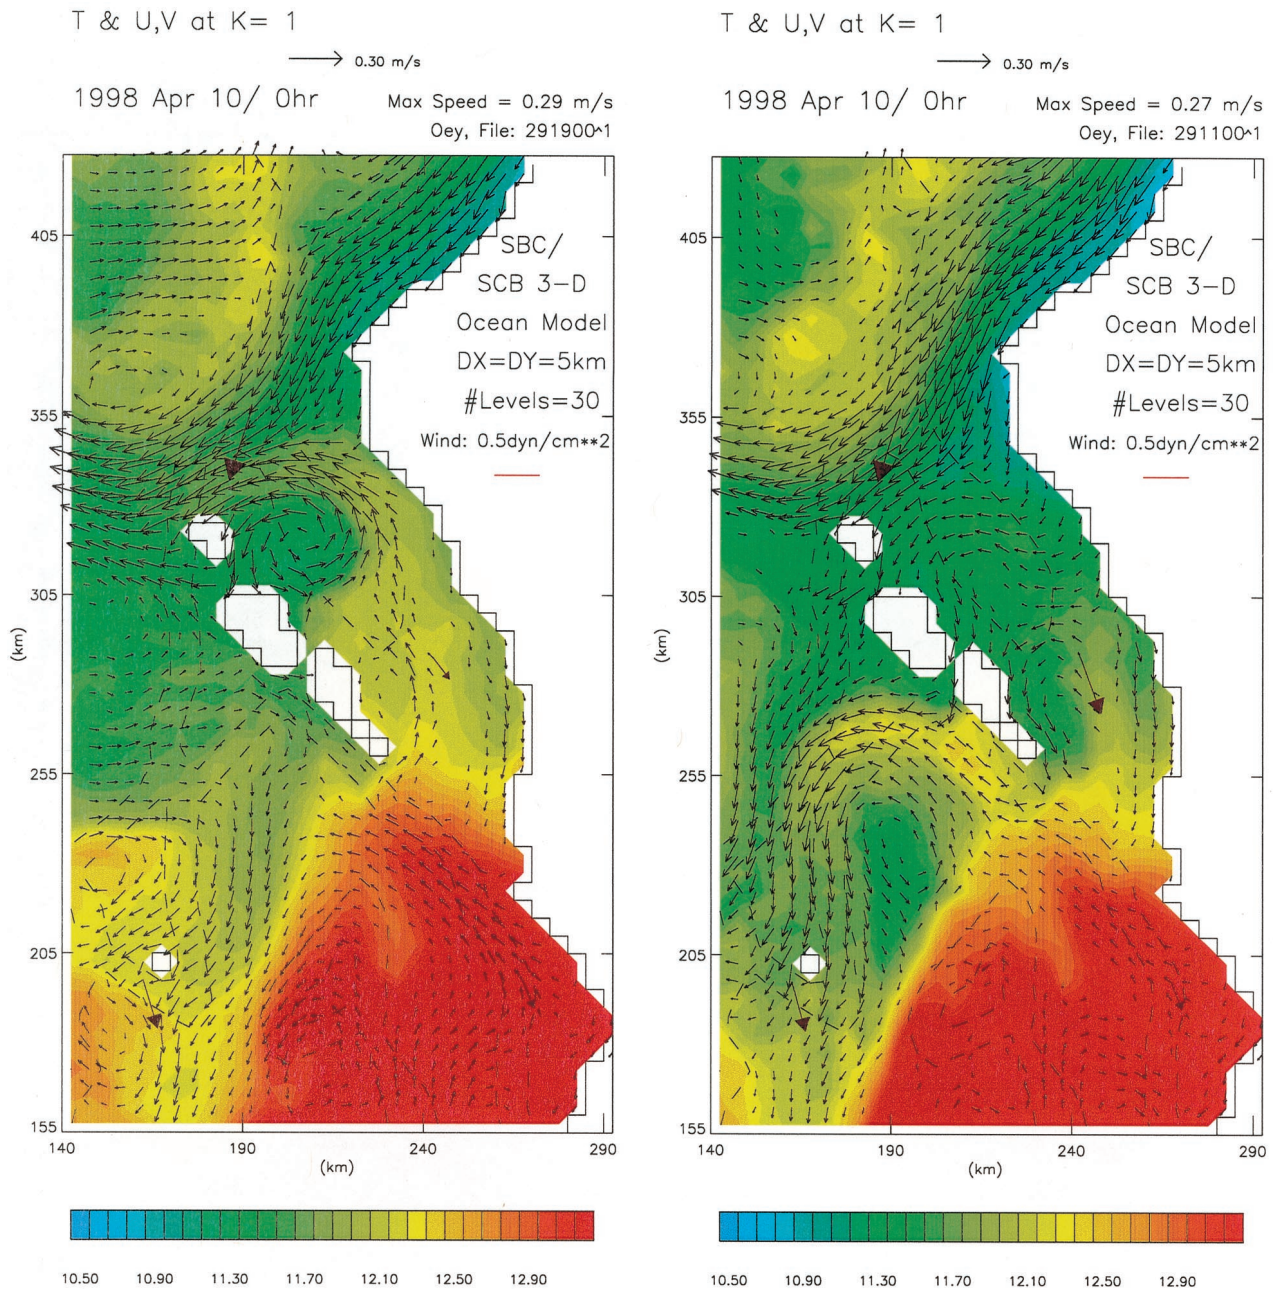 T & U,V at K= 1
0.30 m/s
1998 Apr 10/ 0hr
Max Speed = 0.29 m/s
Oey, File: 291900^1
405
355
305
255
205
155
(km)
SBC/
SCB 3-D
Ocean Model
DX=DY=5km
#Levels=30
Wind: 0.5dyn/cm**2
140
190
240
290
(km)
10.50
10.90
11.30
11.70
12.10
12.50
12.90
T & U,V at K= 1
0.30 m/s
1998 Apr 10/ 0hr
Max Speed = 0.27 m/s
Oey, File: 291100^1
405
355
305
255
205
155
(km)
SBC/
SCB 3-D
Ocean Model
DX=DY=5km
#Levels=30
Wind: 0.5dyn/cm**2
140
190
240
290
(km)
10.50
10.90
11.30
11.70
12.10
12.50
12.90